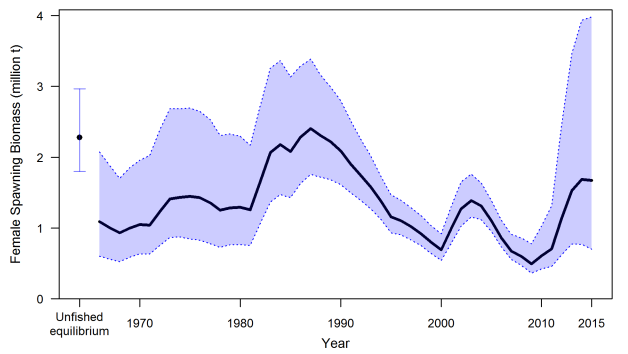 Female Spawning Biomass (million t)
4
3
2
1
0
Unfished
equilibrium
1970
1980
1990
2000
2010
2015
Year